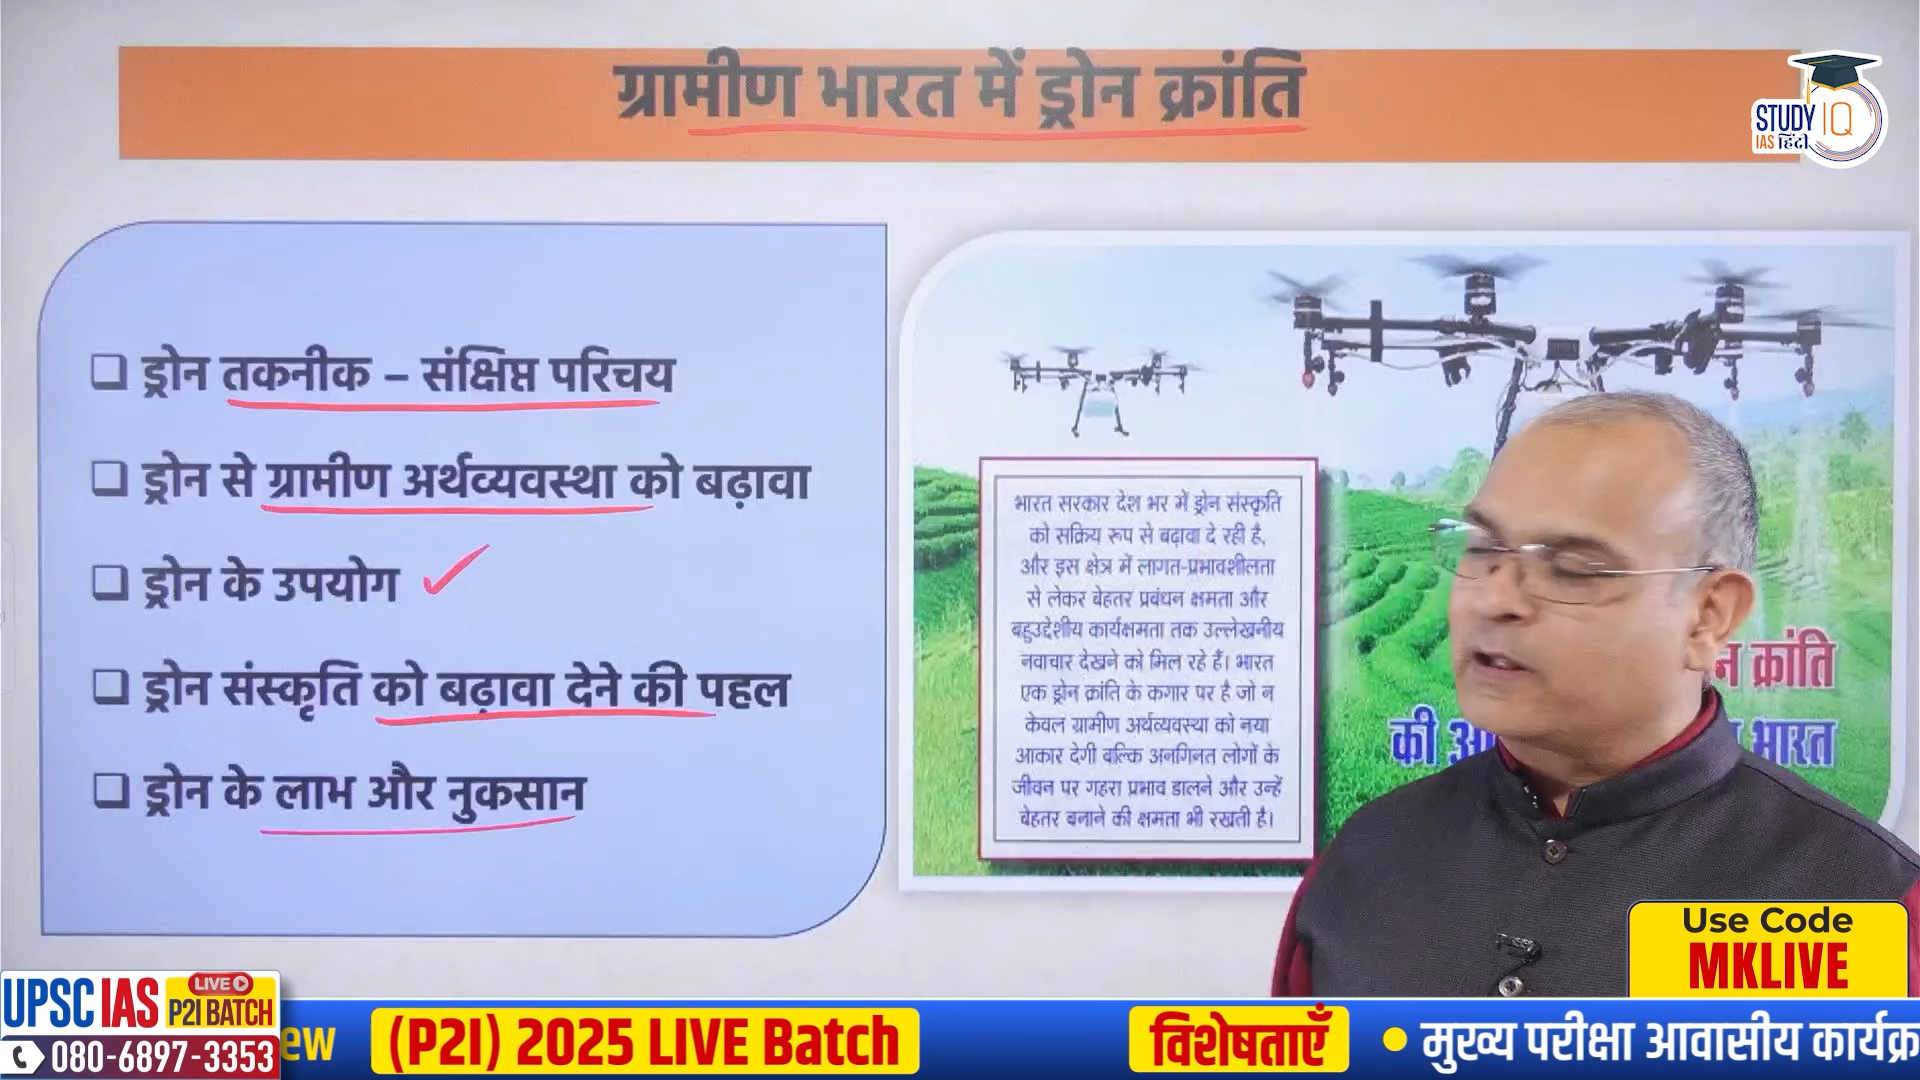 ग्रामीण भारत में ड्रोन क्रांति
STUDY IQ
IAS हिंदी
❑ ड्रोन तकनीक – संक्षिप्त परिचय
❑ ड्रोन से ग्रामीण अर्थव्यवस्था को बढ़ावा
❑ ड्रोन के उपयोग
❑ ड्रोन संस्कृति को बढ़ावा देने की पहल
❑ ड्रोन के लाभ और नुकसान
भारत सरकार देश भर में ड्रोन संस्कृति
को सक्रिय रूप से बढ़ावा दे रही है,
और इस क्षेत्र में लागत-प्रभावशीलता
से लेकर बेहतर प्रबंधन क्षमता और
बहुउद्देशीय कार्यक्षमता तक उल्लेखनीय
नवाचार देखने को मिल रहे हैं। भारत
एक ड्रोन क्रांति के कगार पर है जो न
केवल ग्रामीण अर्थव्यवस्था को नया
आकार देगी बल्कि अनगिनत लोगों के
जीवन पर गहरा प्रभाव डालने और उन्हें
बेहतर बनाने की क्षमता भी रखती है।
न क्रांति
की भारत
Use Code
MKLIVE
UPSC IAS LIVE P2I BATCH
080-6897-3353
ew (P2I) 2025 LIVE Batch विशेषताएँ • मुख्य परीक्षा आवासीय कार्यक्र